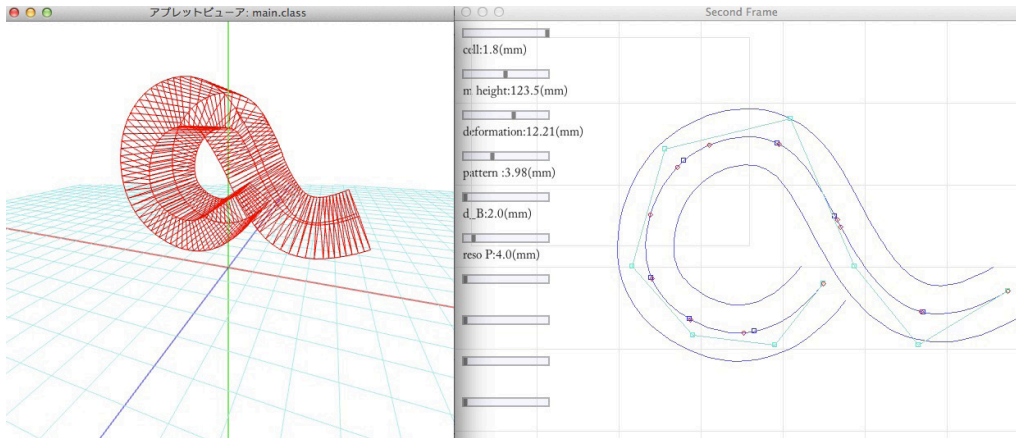 アプレットビューア: main.class
Second Frame
cell:1.8(mm)
m height:123.5(mm)
deformation:12.21(mm)
pattern :3.98(mm)
d_B:2.0(mm)
reso P:4.0(mm)